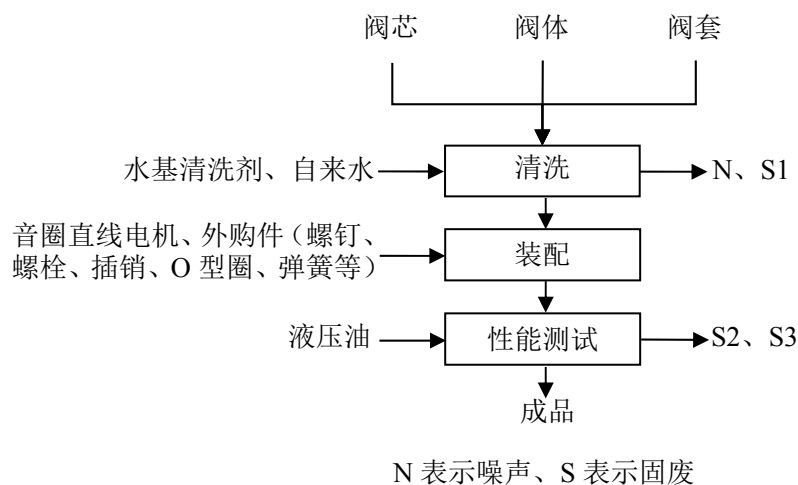 阀芯 阀体 阀套
水基清洗剂、自来水 清洗 N、S1
音圈直线电机、外购件（螺钉、
螺栓、插销、O 型圈、弹簧等） 装配
液压油 性能测试 S2、S3
成品
N 表示噪声、S 表示固废